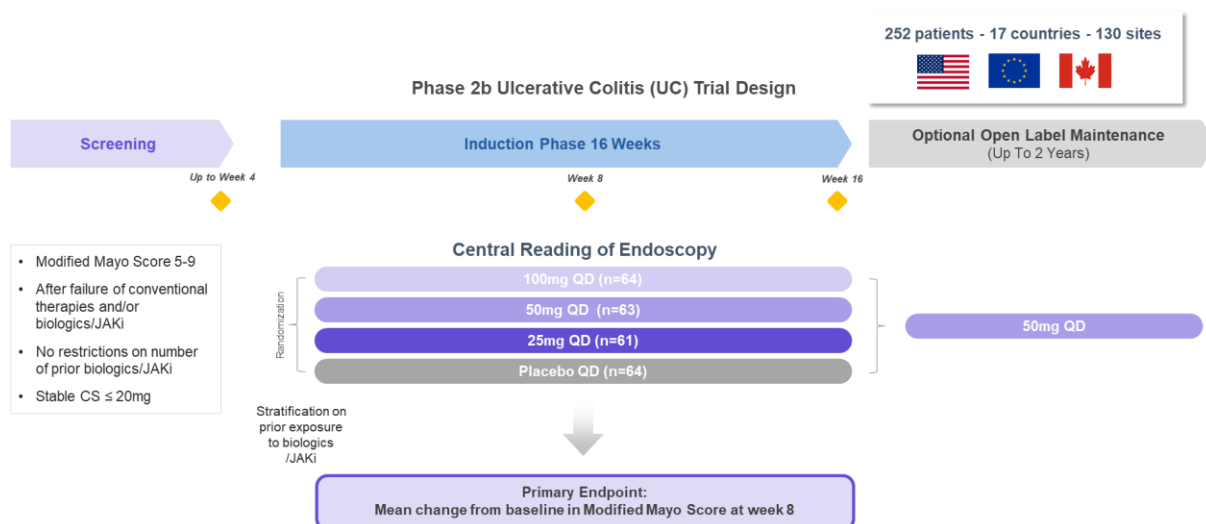 252 patients - 17 countries - 130 sites
Phase 2b Ulcerative Colitis (UC) Trial Design
Screening
Induction Phase 16 Weeks
Optional Open Label Maintenance
(Up To 2 Years)
Up to Week 4
Week 8
Week 16
• Modified Mayo Score 5-9
• After failure of conventional
therapies and/or
biologics/JAKi
• No restrictions on number
of prior biologics/JAKi
• Stable CS ≤ 20mg
Central Reading of Endoscopy
Randomization
100mg QD (n=64)
50mg QD (n=63)
25mg QD (n=61)
Placebo QD (n=64)
50mg QD
Stratification on
prior exposure
to biologics
/JAKi
Primary Endpoint:
Mean change from baseline in Modified Mayo Score at week 8